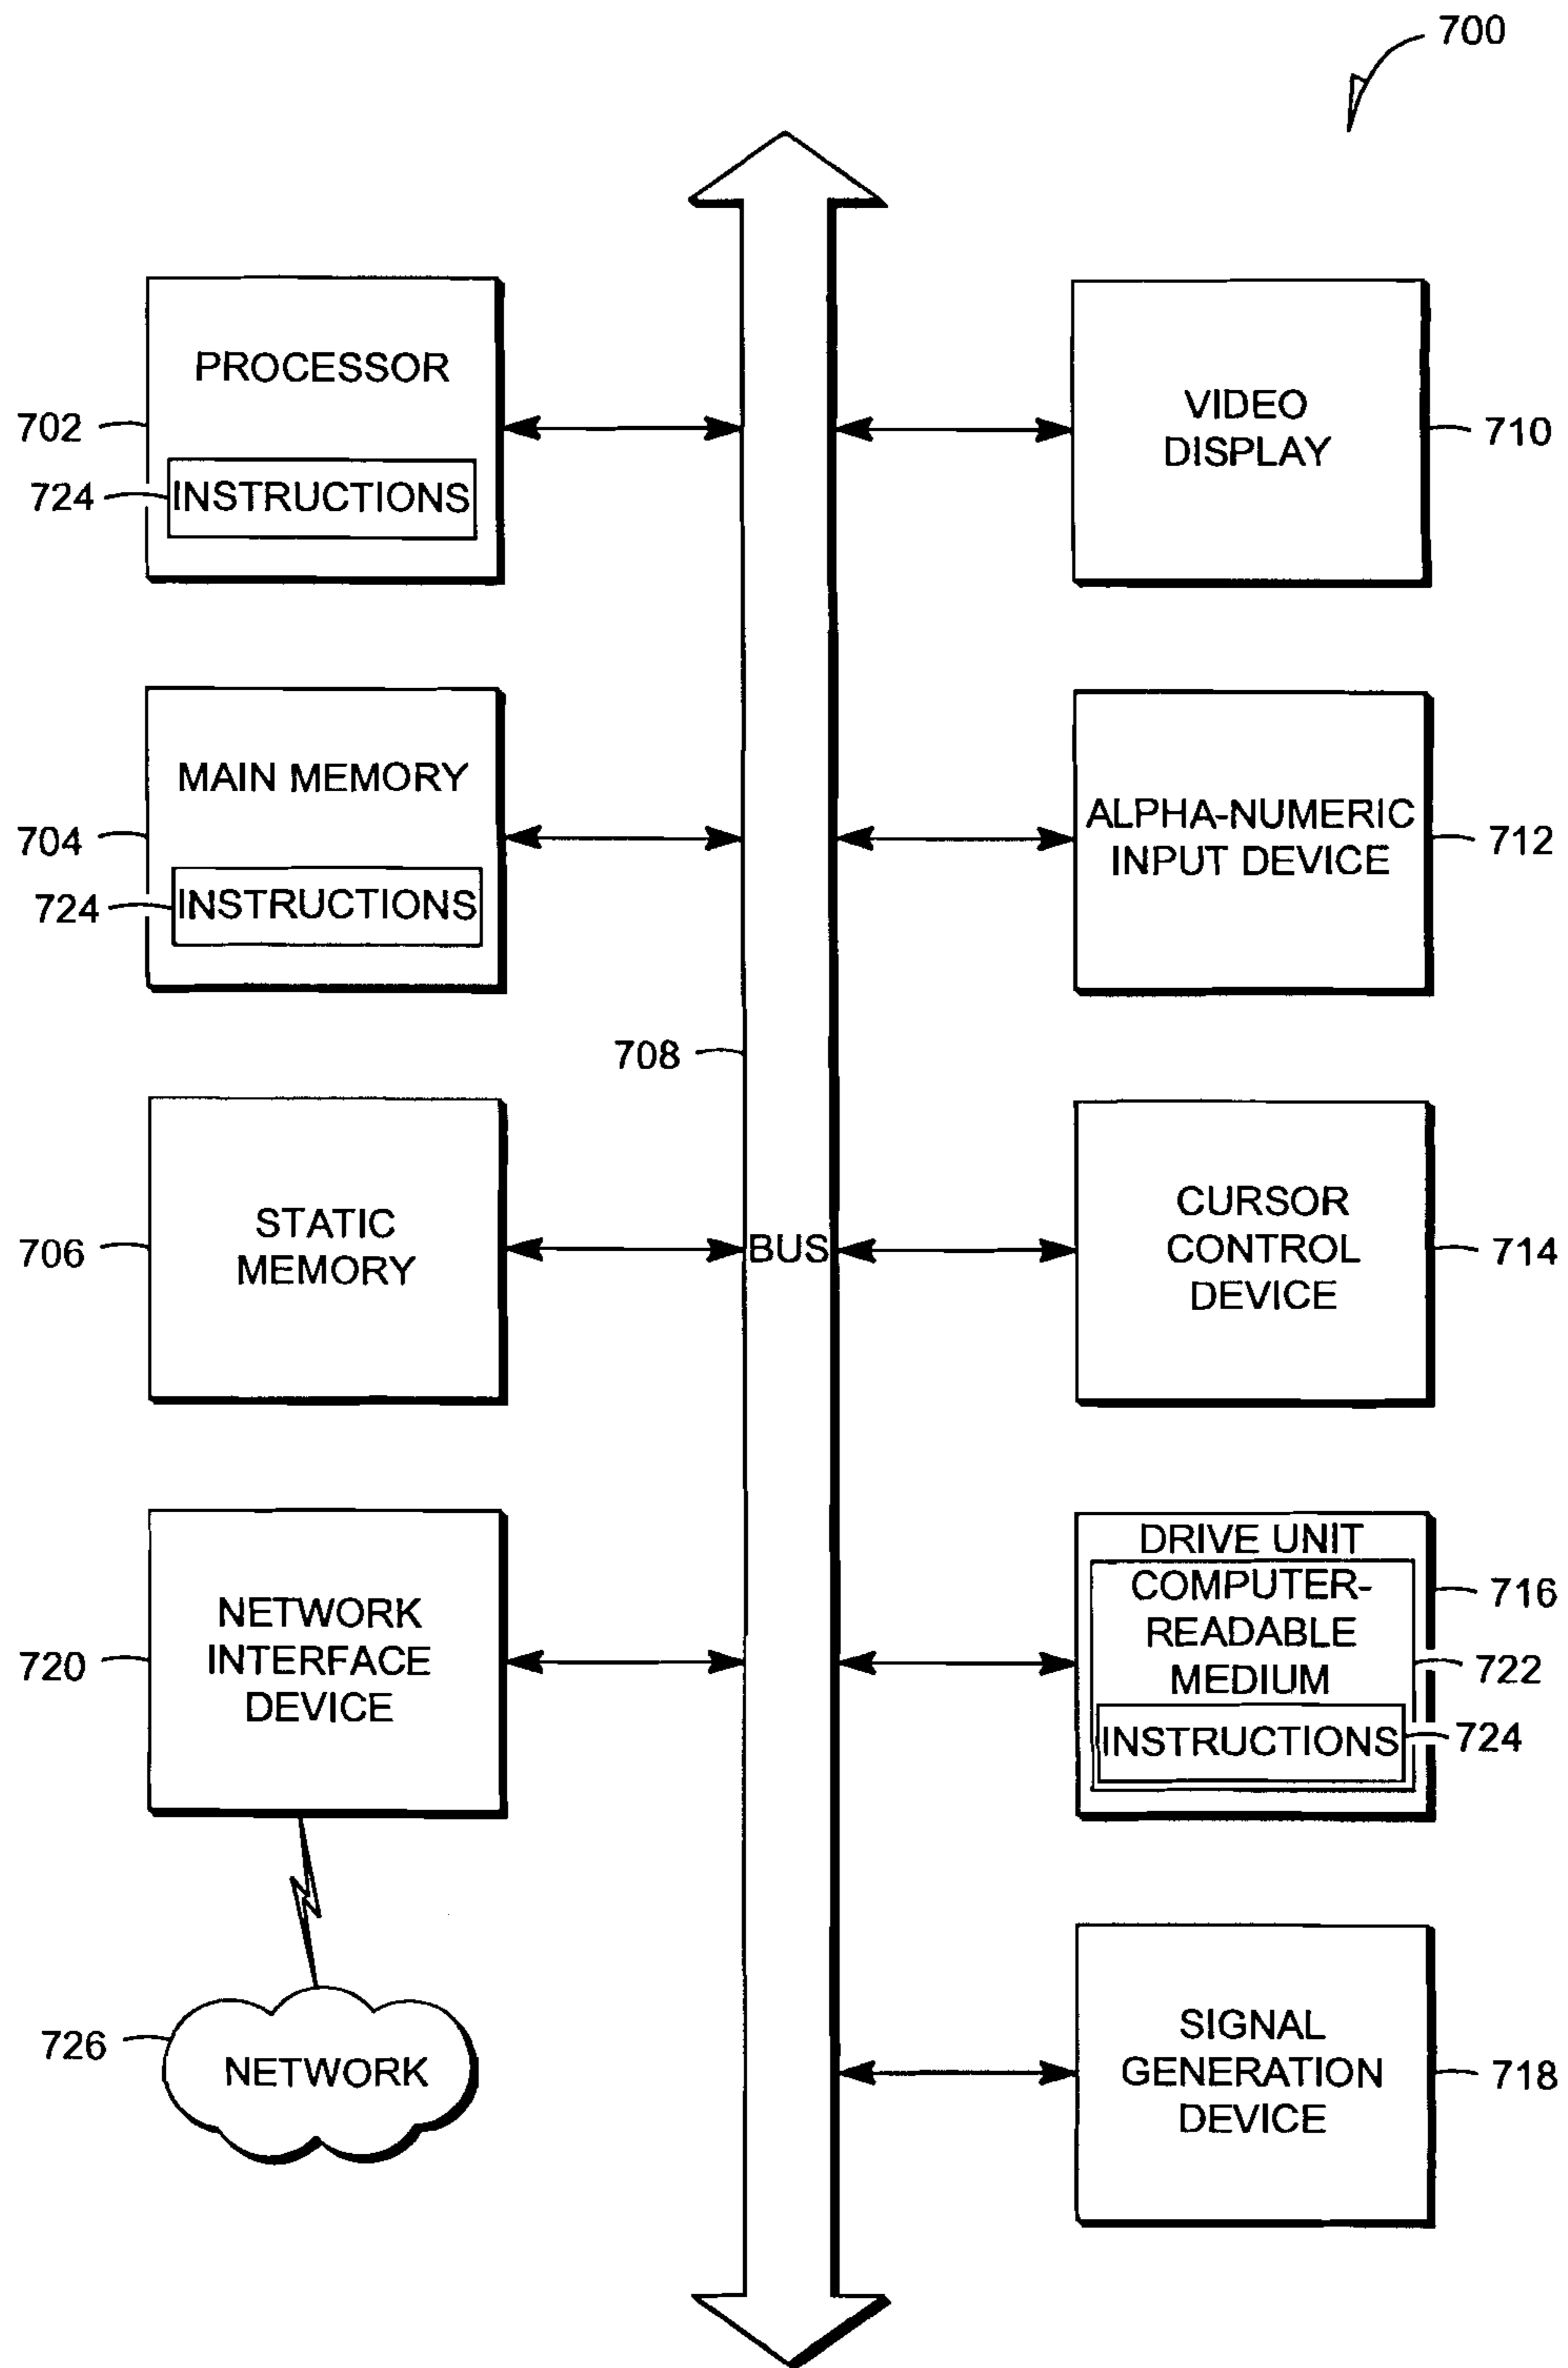 700
PROCESSOR
702
724
INSTRUCTIONS
VIDEO
DISPLAY
710
MAIN MEMORY
704
724
INSTRUCTIONS
ALPHA-NUMERIC
INPUT DEVICE
712
708
STATIC
MEMORY
706
BUS
CURSOR
CONTROL
DEVICE
714
NETWORK
INTERFACE
DEVICE
720
DRIVE UNIT
COMPUTER-
READABLE
MEDIUM
716
722
INSTRUCTIONS
724
726
NETWORK
SIGNAL
GENERATION
DEVICE
718